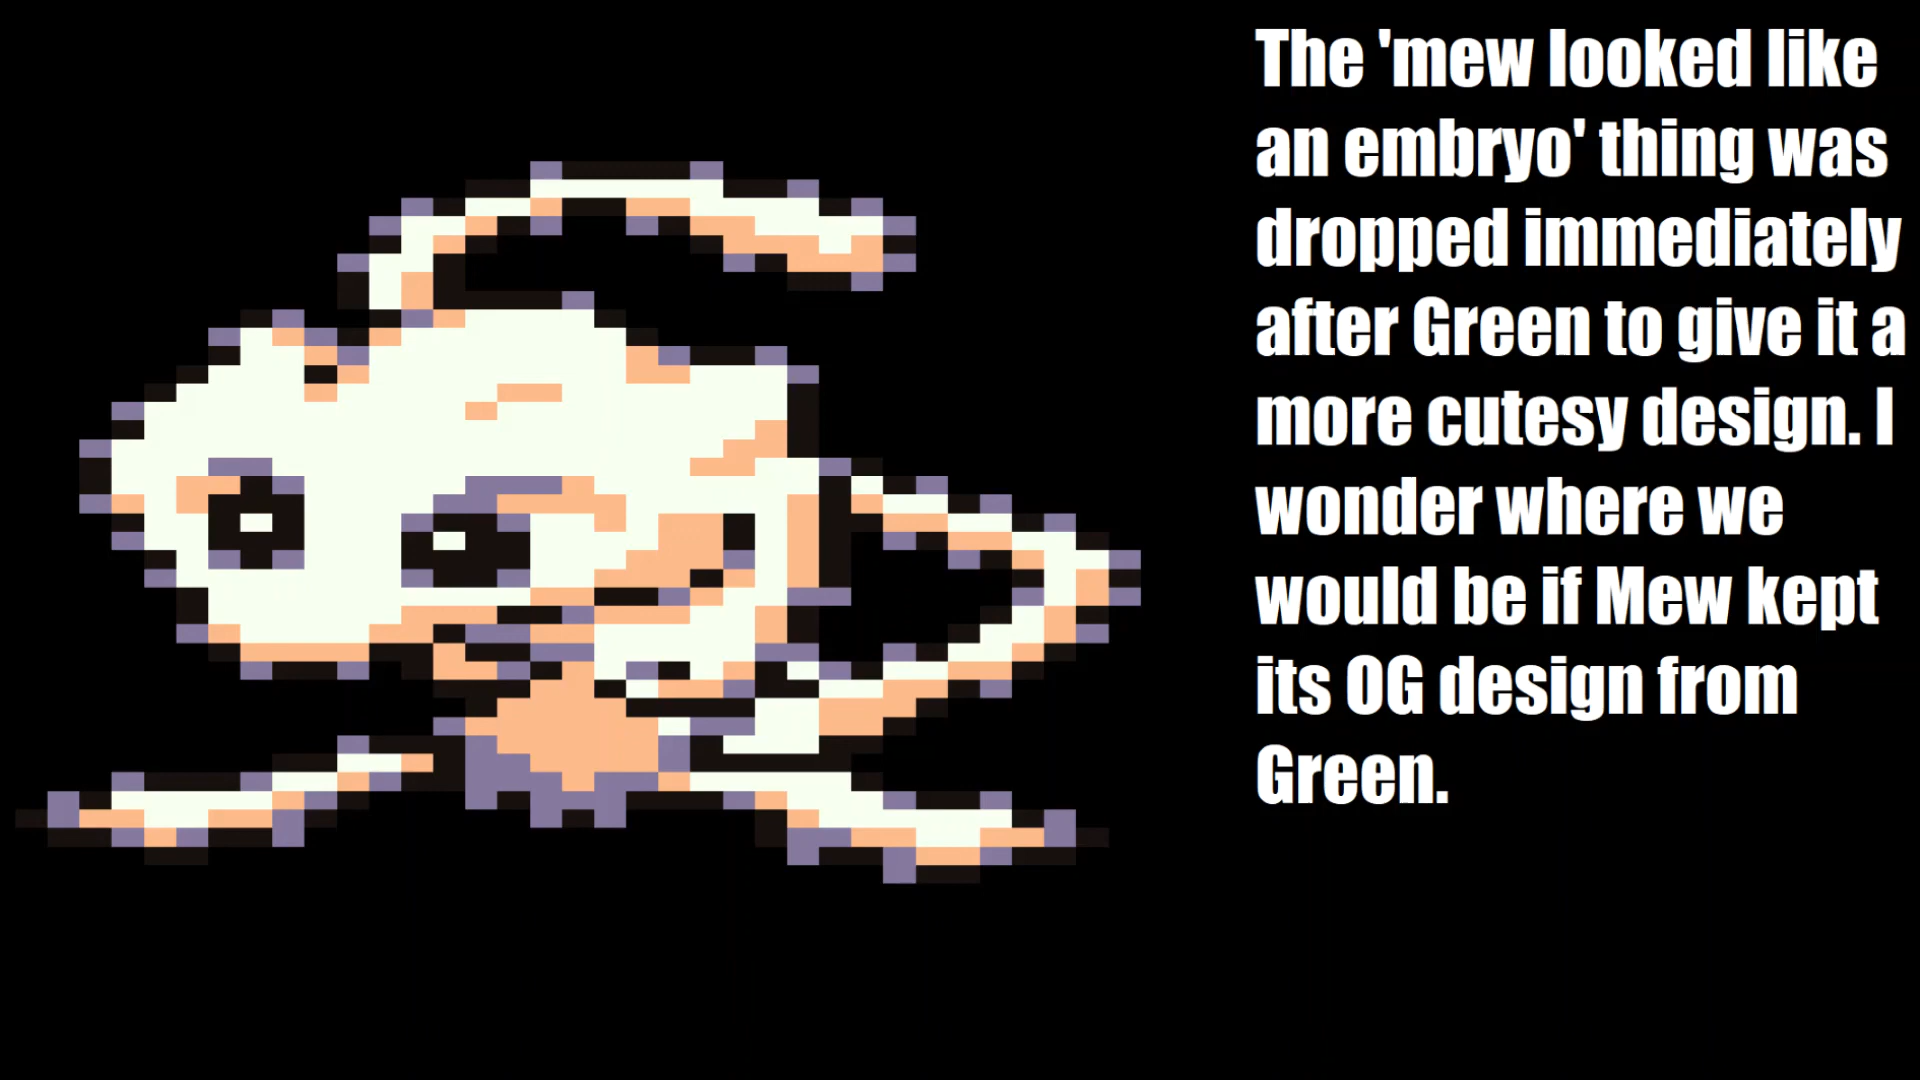 The 'mew looked like
an embryo' thing was
dropped immediately
after Green to give it a
more cutesy design. I
wonder where we
would be if Mew kept
its OG design from
Green.